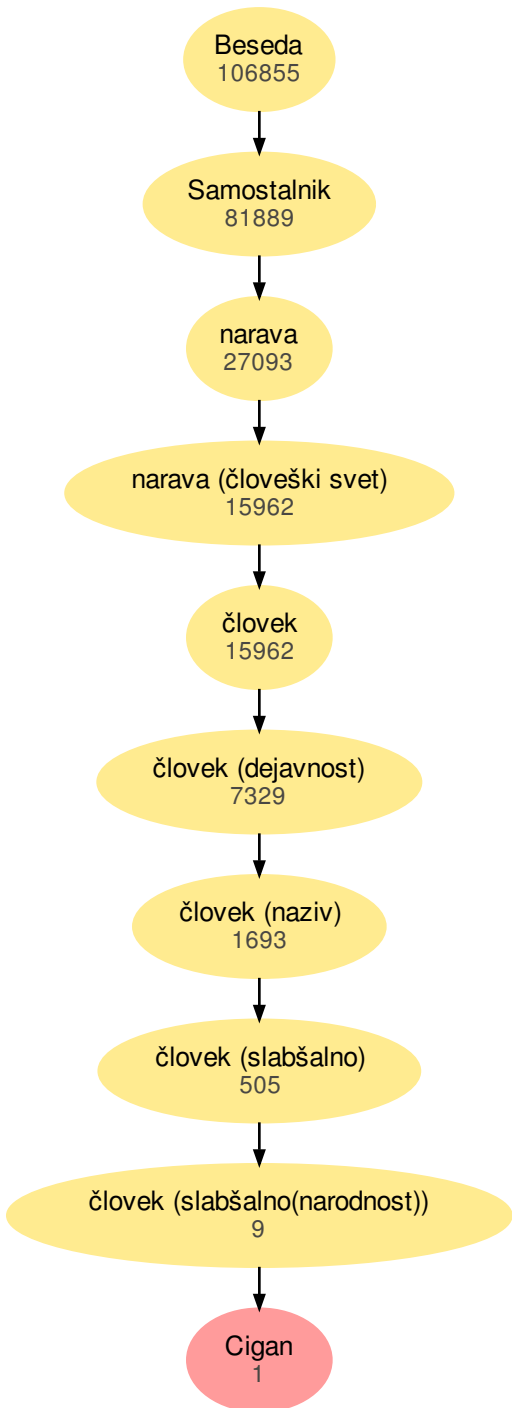 Beseda
106855
Samostalnik
81889
narava
27093
narava (človeški svet)
15962
človek
15962
človek (dejavnost)
7329
človek (naziv)
1693
človek (slabšalno)
505
človek (slabšalno(narodnost))
9
Cigan
1